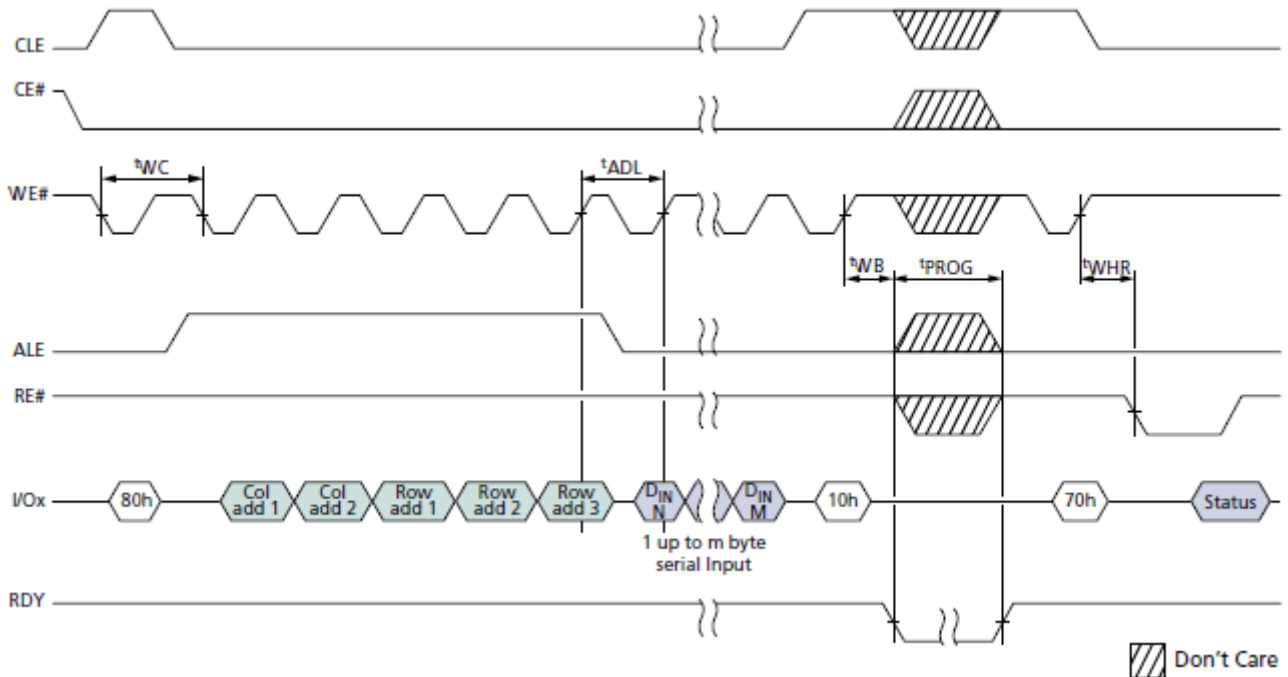 CLE
CE#
tWC
tADL
WE#
tWB
tPROG
tWHR
ALE
RE#
I/Ox
80h
Col add 1
Col add 2
Row add 1
Row add 2
Row add 3
DIN N
DIN M
10h
70h
Status
1 up to m byte
serial Input
RDY
Don't Care